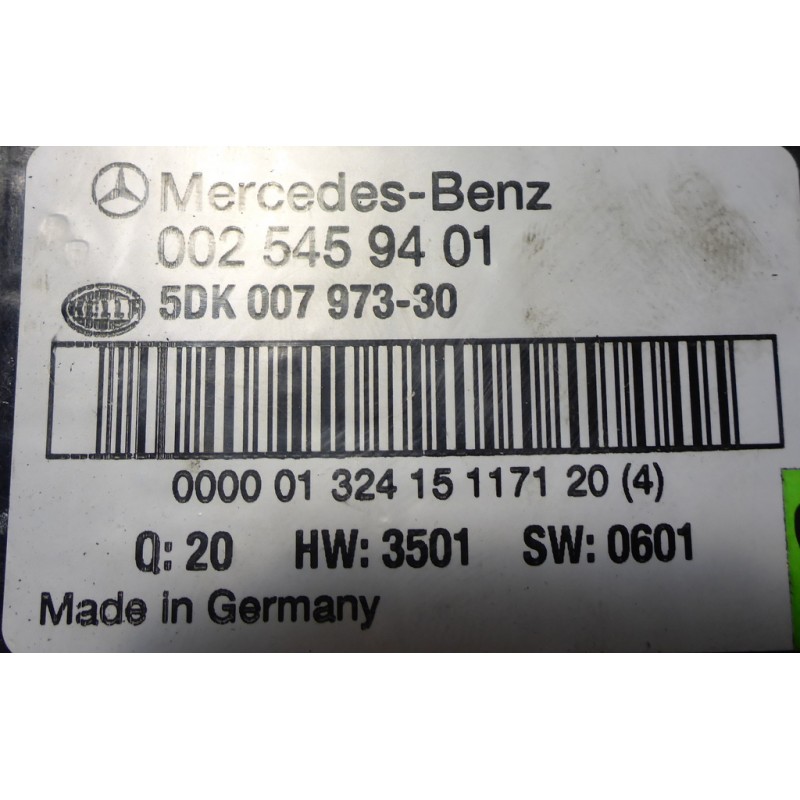 Mercedes-Benz
002 545 94 01
HELLA
5DK 007 973-30
0000 01 324 15 1171 20 (4)
Q: 20 HW: 3501 SW: 0601
Made in Germany